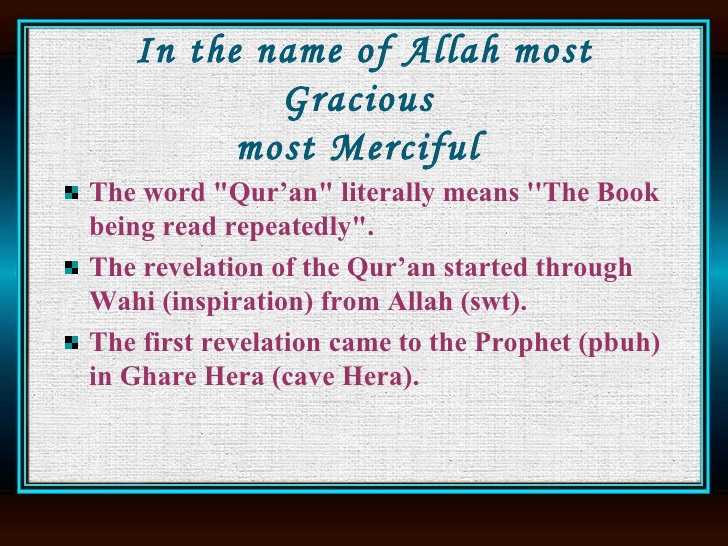 In the name of Allah most
Gracious
most Merciful
The word "Qur’an" literally means "The Book
being read repeatedly".
The revelation of the Qur’an started through
Wahi (inspiration) from Allah (swt).
The first revelation came to the Prophet (pbuh)
in Ghare Hera (cave Hera).